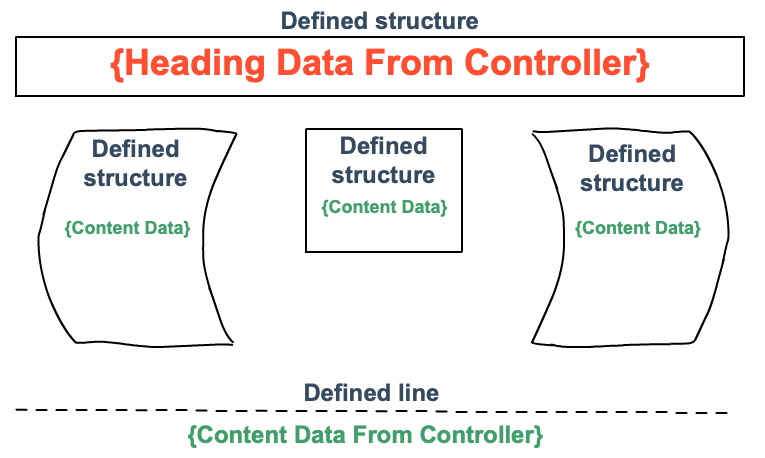 Defined structure
{Heading Data From Controller}
Defined
structure
{Content Data}
Defined
structure
{Content Data}
Defined
structure
{Content Data}
Defined line
{Content Data From Controller}